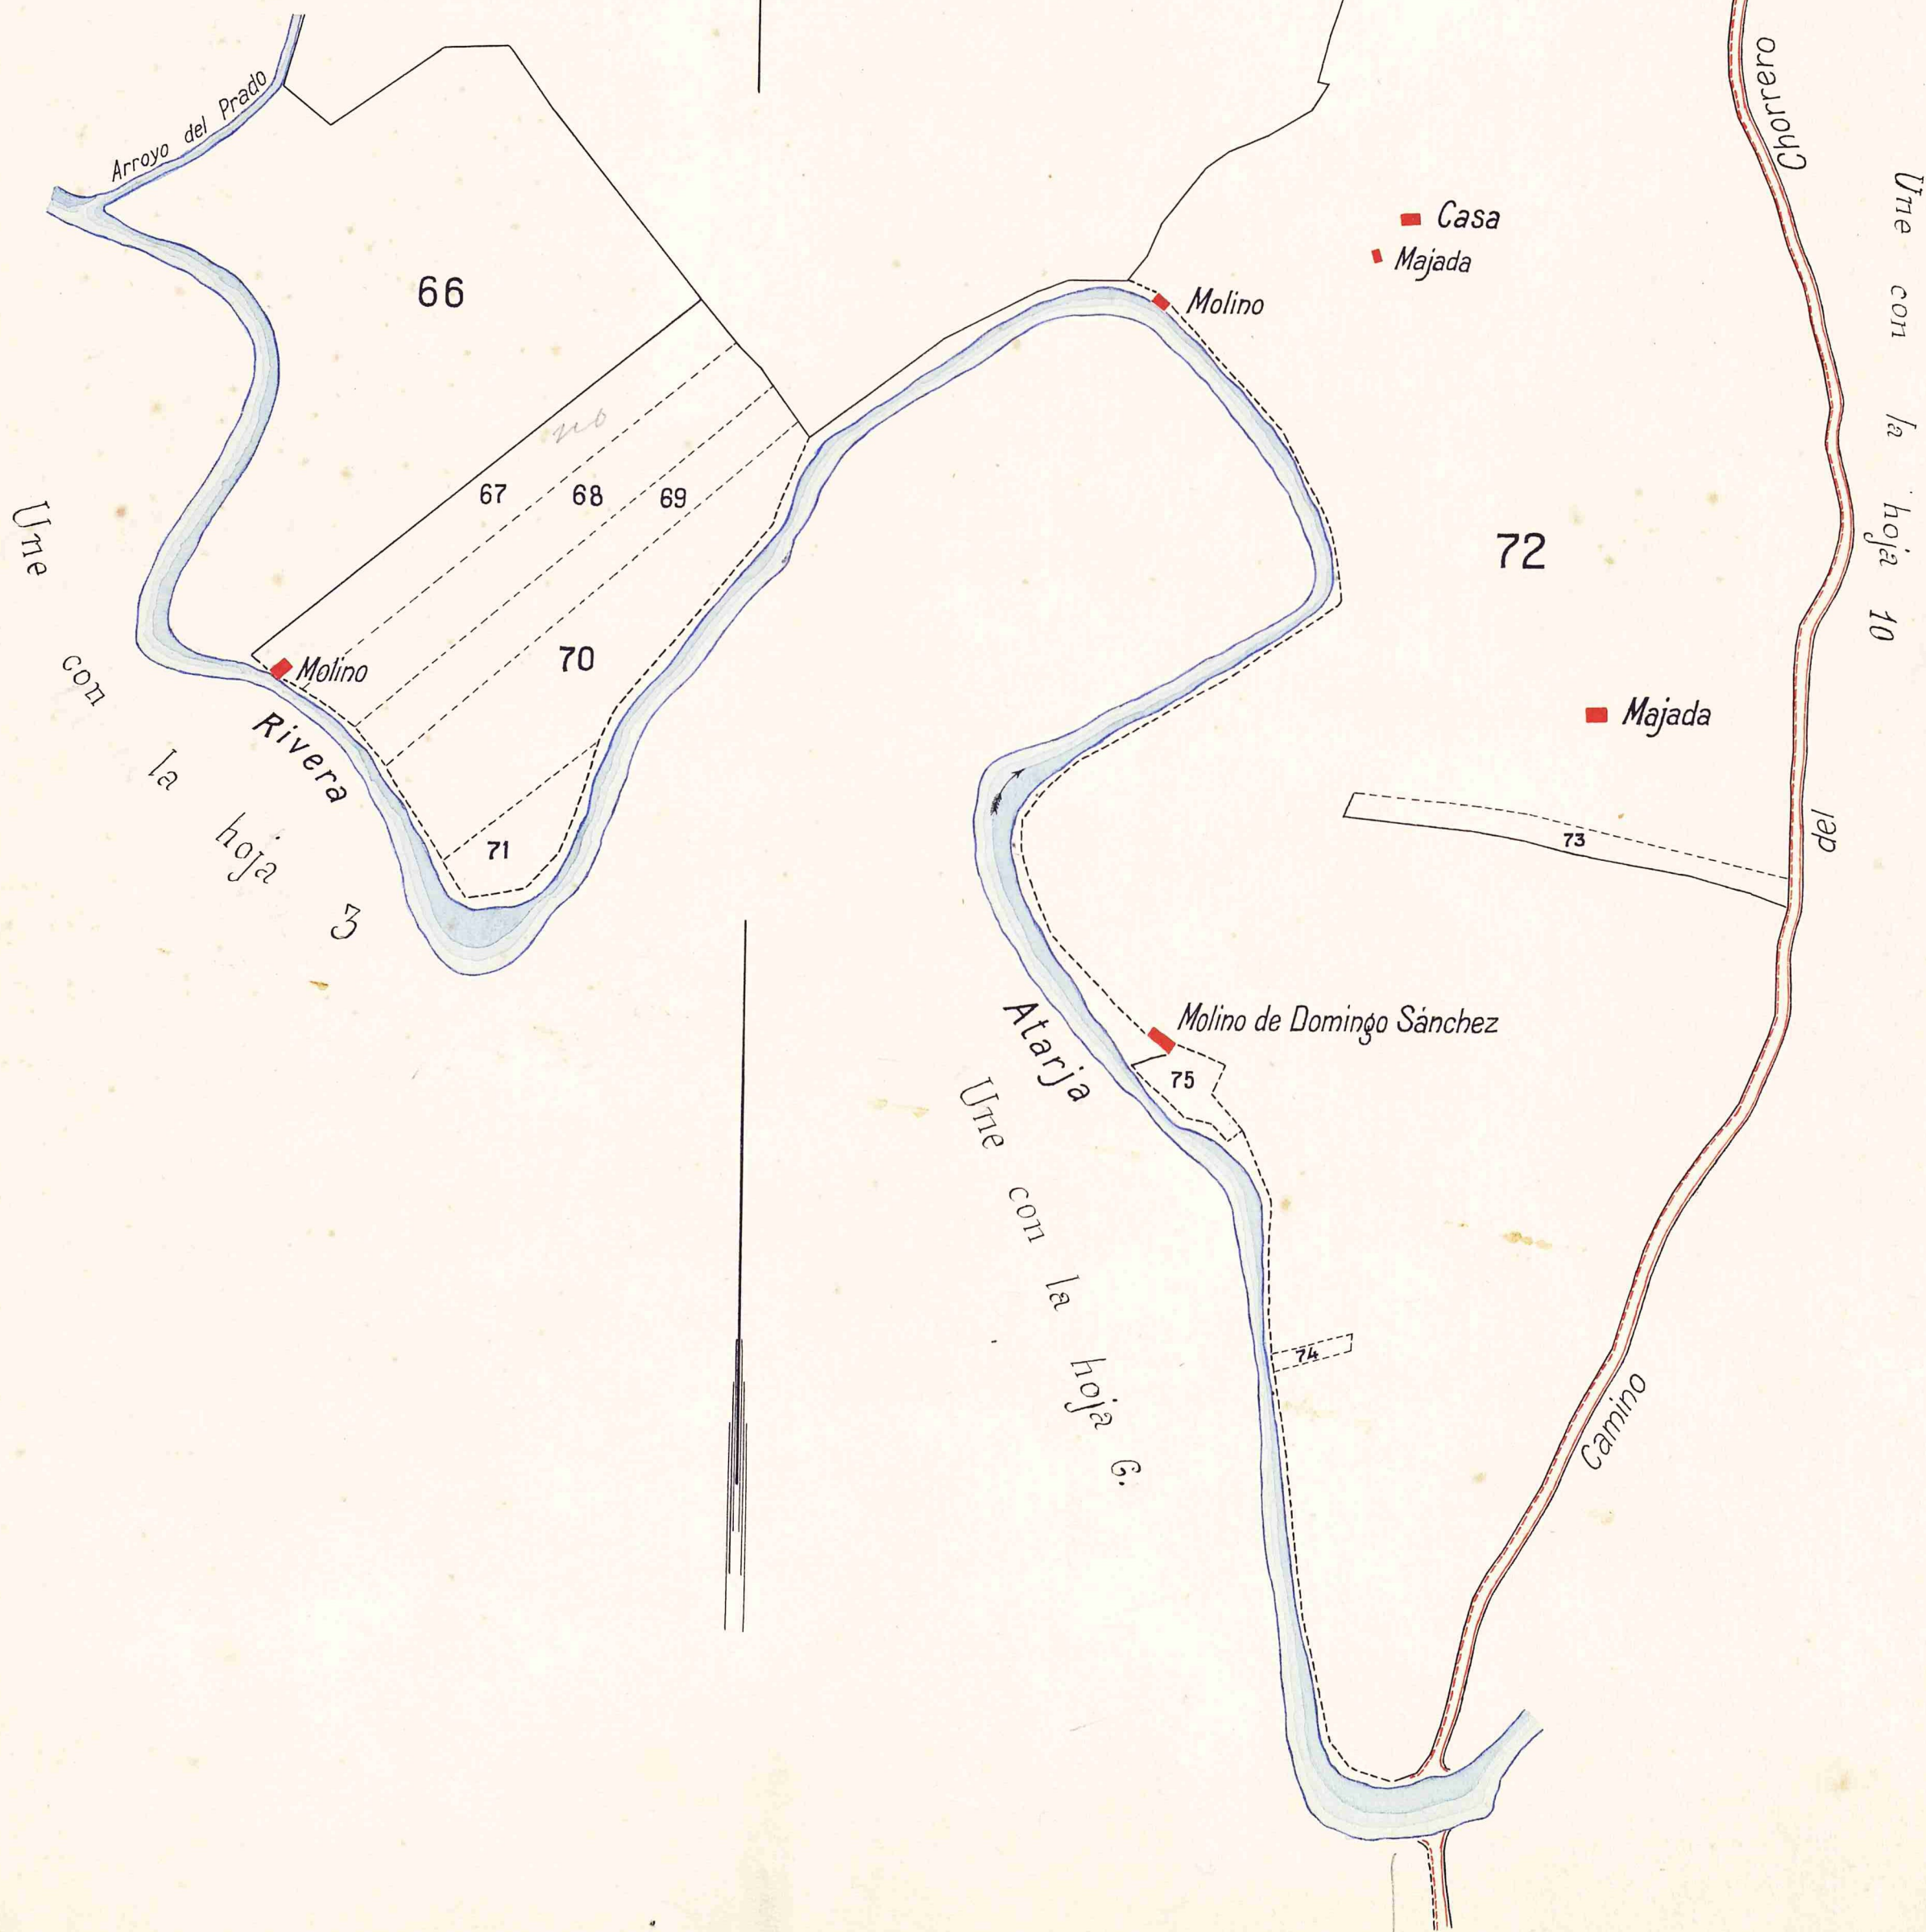 Arroyo del Prado
Chorrero
Casa
Majada
Molino
Une con la hoja 10
66
no
67
68
69
72
70
Molino
Rivera
Une con la hoja 3
Majada
71
73
del
Atarja
Molino de Domingo Sánchez
75
Une con la hoja 6.
74
Camino